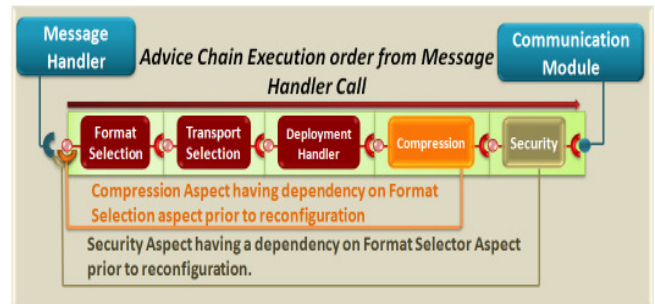 Message
Handler
Advice Chain Execution order from Message
Handler Call
Communication
Module
Format
Selection
Transport
Selection
Deployment
Handler
Compression
Security
Compression Aspect having dependency on Format
Selection aspect prior to reconfiguration
Security Aspect having a dependency on Format Selector Aspect
prior to reconfiguration.